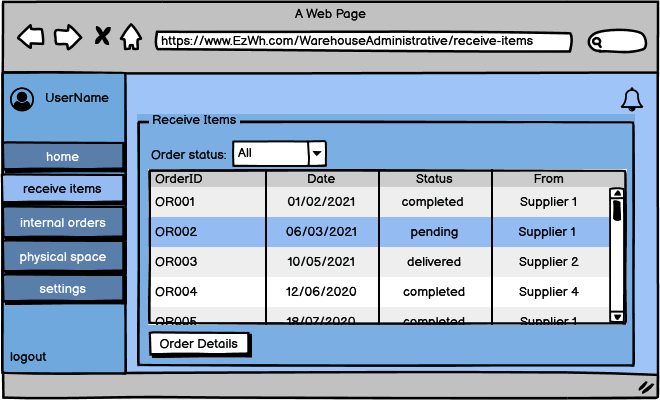 A Web Page
https://www.EzWh.com/WarehouseAdministrative/receive-items
UserName
home
receive items
internal orders
physical space
settings
logout
Receive Items
Order status: All
OrderID Date Status From
OR001 01/02/2021 completed Supplier 1
OR002 06/03/2021 pending Supplier 1
OR003 10/05/2021 delivered Supplier 2
OR004 12/06/2020 completed Supplier 4
OR005 18/07/2020 completed Supplier 1
Order Details